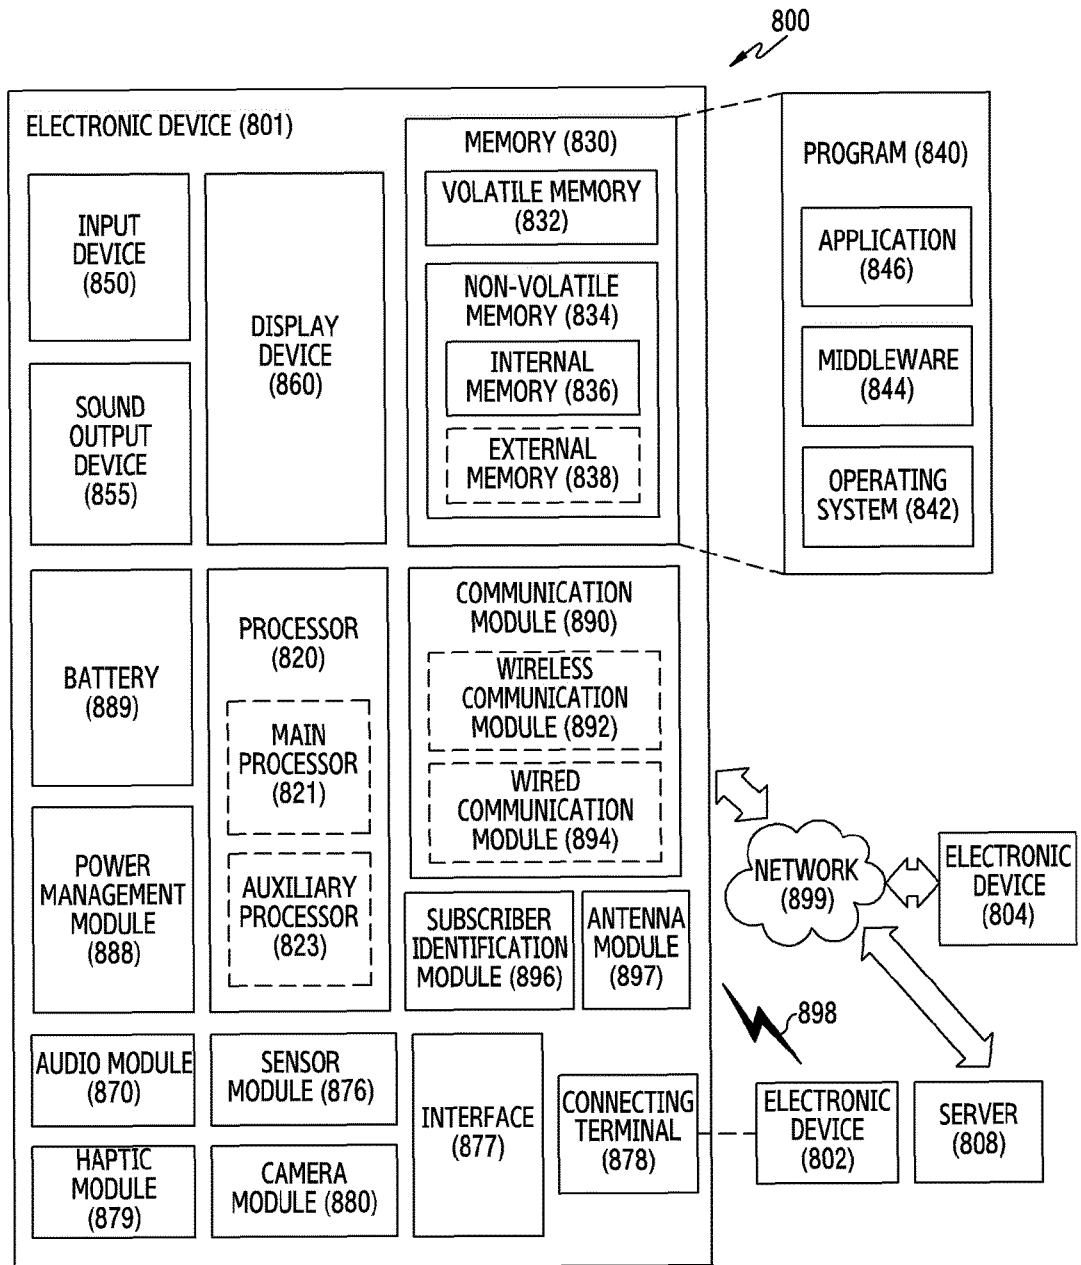 800
ELECTRONIC DEVICE (801)
INPUT
DEVICE
(850)
SOUND
OUTPUT
DEVICE
(855)
DISPLAY
DEVICE
(860)
MEMORY (830)
VOLATILE MEMORY
(832)
NON-VOLATILE
MEMORY (834)
INTERNAL
MEMORY (836)
EXTERNAL
MEMORY (838)
PROGRAM (840)
APPLICATION
(846)
MIDDLEWARE
(844)
OPERATING
SYSTEM (842)
BATTERY
(889)
POWER
MANAGEMENT
MODULE
(888)
PROCESSOR
(820)
MAIN
PROCESSOR
(821)
AUXILIARY
PROCESSOR
(823)
COMMUNICATION
MODULE (890)
WIRELESS
COMMUNICATION
MODULE (892)
WIRED
COMMUNICATION
MODULE (894)
SUBSCRIBER
IDENTIFICATION
MODULE (896)
ANTENNA
MODULE
(897)
NETWORK
(899)
ELECTRONIC
DEVICE
(804)
898
AUDIO MODULE
(870)
SENSOR
MODULE (876)
HAPTIC
MODULE
(879)
CAMERA
MODULE (880)
INTERFACE
(877)
CONNECTING
TERMINAL
(878)
ELECTRONIC
DEVICE
(802)
SERVER
(808)